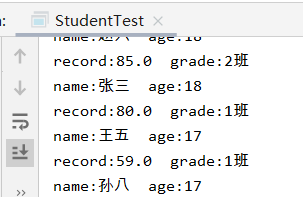 StudentTest
record:85.0 grade:2班
name:张三 age:18
record:80.0 grade:1班
name:王五 age:17
record:59.0 grade:1班
name:孙八 age:17